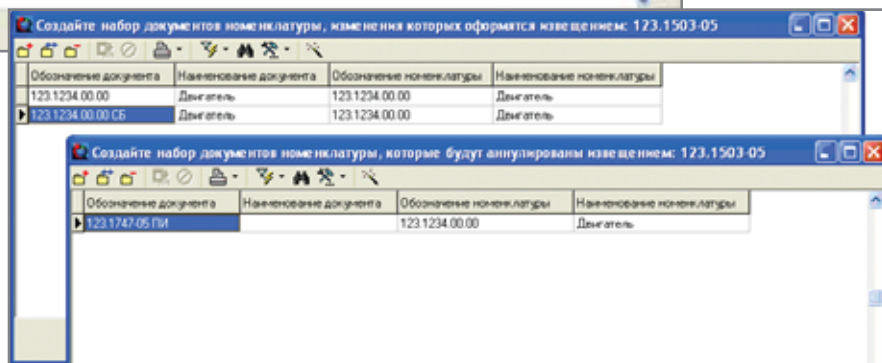 Создайте набор документов номенклатуры, изменения которых оформятся извещением: 123.1503-05
Обозначение документа Наименование документа Обозначение номенклатуры Наименование номенклатуры
123.1234.00.00 Двигатель 123.1234.00.00 Двигатель
123.1234.00.00 СБ Двигатель 123.1234.00.00 Двигатель
Создайте набор документов номенклатуры, которые будут аннулированы извещением: 123.1503-05
Обозначение документа Наименование документа Обозначение номенклатуры Наименование номенклатуры
123.1747-05 ПИ 123.1234.00.00 Двигатель